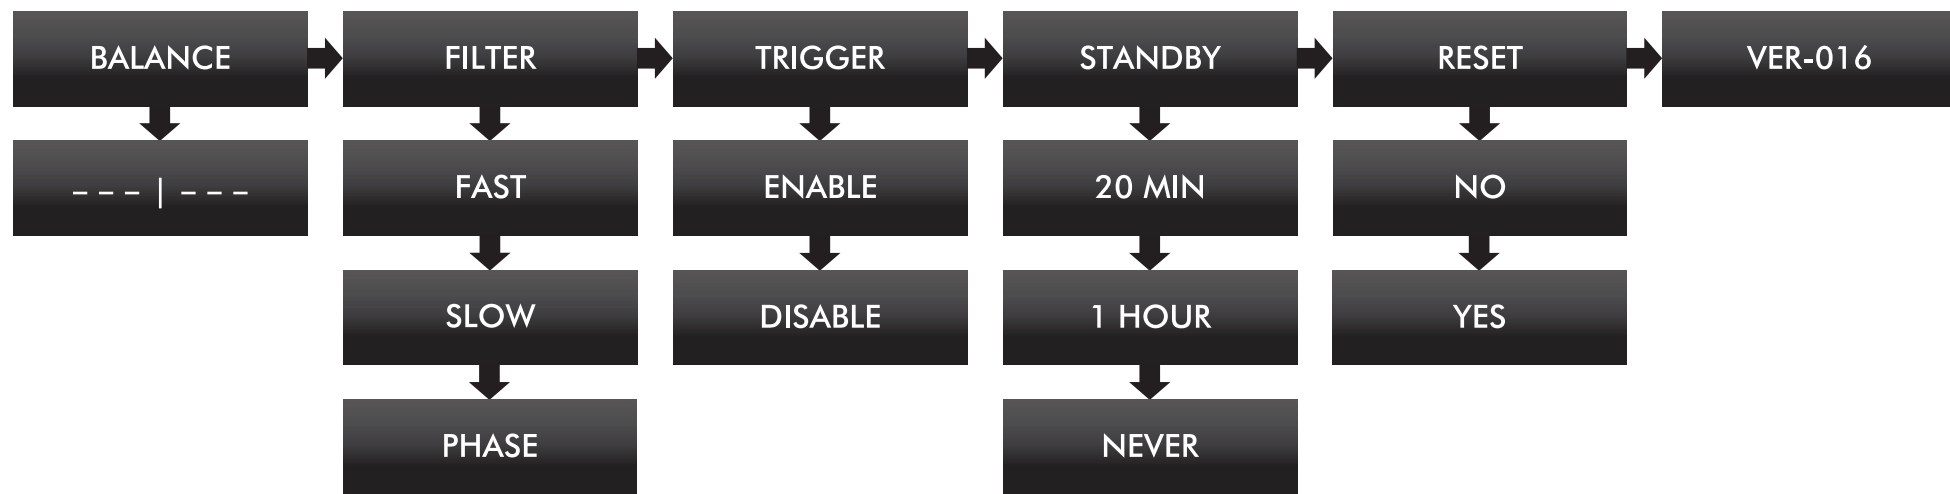 BALANCE
FILTER
TRIGGER
STANDBY
RESET
VER-016
– – – | – – –
FAST
ENABLE
20 MIN
NO
SLOW
DISABLE
1 HOUR
YES
PHASE
NEVER